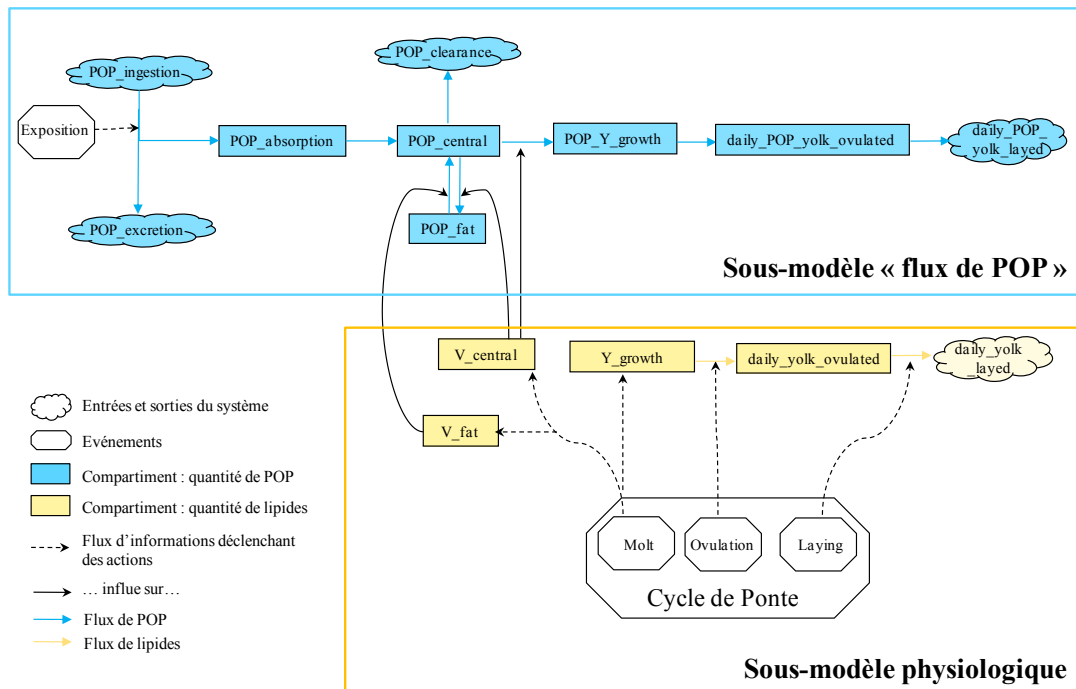 POP_clearance
POP_ingestion
Exposition
POP_absorption
POP_central
POP_Y_growth
daily_POP_yolk_ovulated
daily_POP_
yolk_layed
POP_excretion
POP_fat
Sous-modèle « flux de POP »
V_central
Y_growth
daily_yolk_ovulated
daily_yolk
_layed
V_fat
Entrées et sorties du système
Evénements
Compartiment : quantité de POP
Compartiment : quantité de lipides
Flux d’informations déclenchant
des actions
… influe sur…
Flux de POP
Flux de lipides
Molt
Ovulation
Laying
Cycle de Ponte
Sous-modèle physiologique